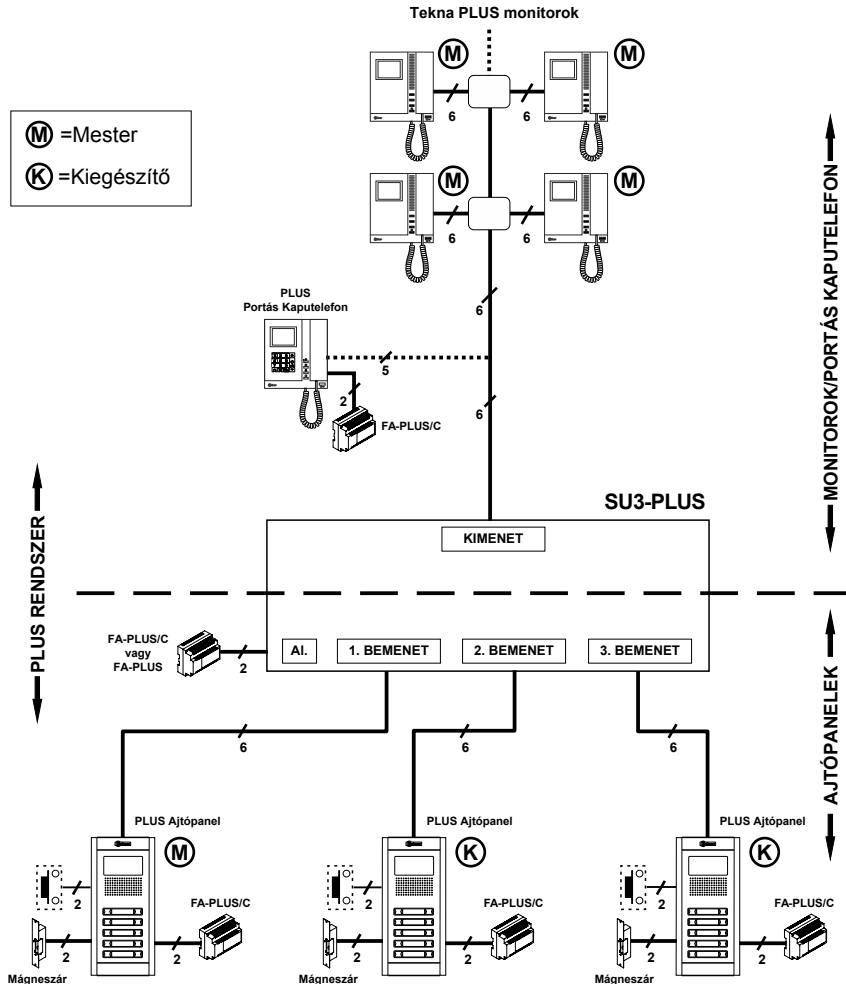 Tekna PLUS monitorok
M
M
M =Mester
K =Kiegészítő
6
6
M
M
6
6
6
PLUS
Portás Kaputelefon
5
2
6
FA-PLUS/C
MONITOROK/PORTÁS KAPUTELEFON
SU3-PLUS
KIMENET
PLUS RENDSZER
FA-PLUS/C
vagy
FA-PLUS
2
Al.
1. BEMENET
2. BEMENET
3. BEMENET
AJTÓPANELEK
6
6
6
PLUS Ajtópanel
PLUS Ajtópanel
PLUS Ajtópanel
M
K
K
2
2
2
FA-PLUS/C
FA-PLUS/C
FA-PLUS/C
2
2
2
2
2
2
Mágneszár
Mágneszár
Mágneszár